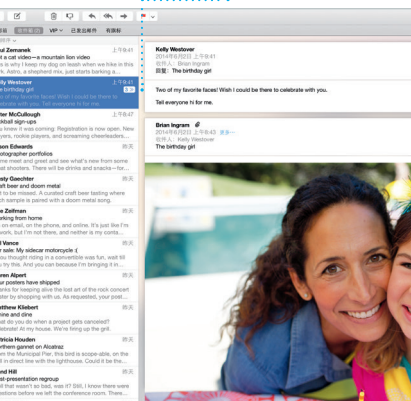 VIP 已发出邮件 有旗标
ul Zemanek 上午9:41
t a cat video—a mountain lion video
is is why I keep my dog on leash when we hike in this
rk. Astro, a shepherd mix, just starts barking a...
lly Westover 上午9:41
e birthday girl
o of my favorite faces! Wish I could be there to
ebrate with you. Tell everyone hi for me.
ter McCullough 上午8:47
ckball sign-ups
y knew it was coming: Registration is now open. New
yers, rookie players, and screaming cheerleaders...
son Edwards 昨天
otographer portfolios
me meet and greet and see what's new from some
at shooters. There will be drinks and snacks—for...
sty Gaechter 昨天
ft beer and doom metal
t to be missed. A curated craft beer tasting where
ch sample is paired with a doom metal song.
e Zelfman 昨天
rking from home
on email, on the phone, and online. It's just like I'm
work, but I'm not there, and neither is my conta...
l Vance 昨天
r sale: My sidecar motorcycle :(
ou thought riding in a convertible was fun, wait till
u try this. And you can because I'm bringing it in...
ren Alpert 昨天
ur posters have shipped
anks for keeping alive the lost art of the rock concert
ster by shopping with us. As requested, your post...
tthew Kliebert 昨天
ine and dine
at do you do when a project gets canceled?
elebrate! At my house. We're firing up the grill.
tricia Houden 昨天
rthern gannet on Alcatraz
om the Municipal Pier, this bird is scope-able. on the
ll in direct line with the lighthouse. Could it be the...
nd Hill 昨天
st-presentation regroup
ll that wasn't so bad, was it? Still, I know there were
estions before we left the conference room. There...
Kelly Westover
2014年6月2日 上午9:41
收件人: Brian Ingram
回复: The birthday girl
Two of my favorite faces! Wish I could be there to celebrate with you.
Tell everyone hi for me.
Brian Ingram
2014年6月2日 上午9:43 更多…
收件人: Kelly Westover
The birthday girl